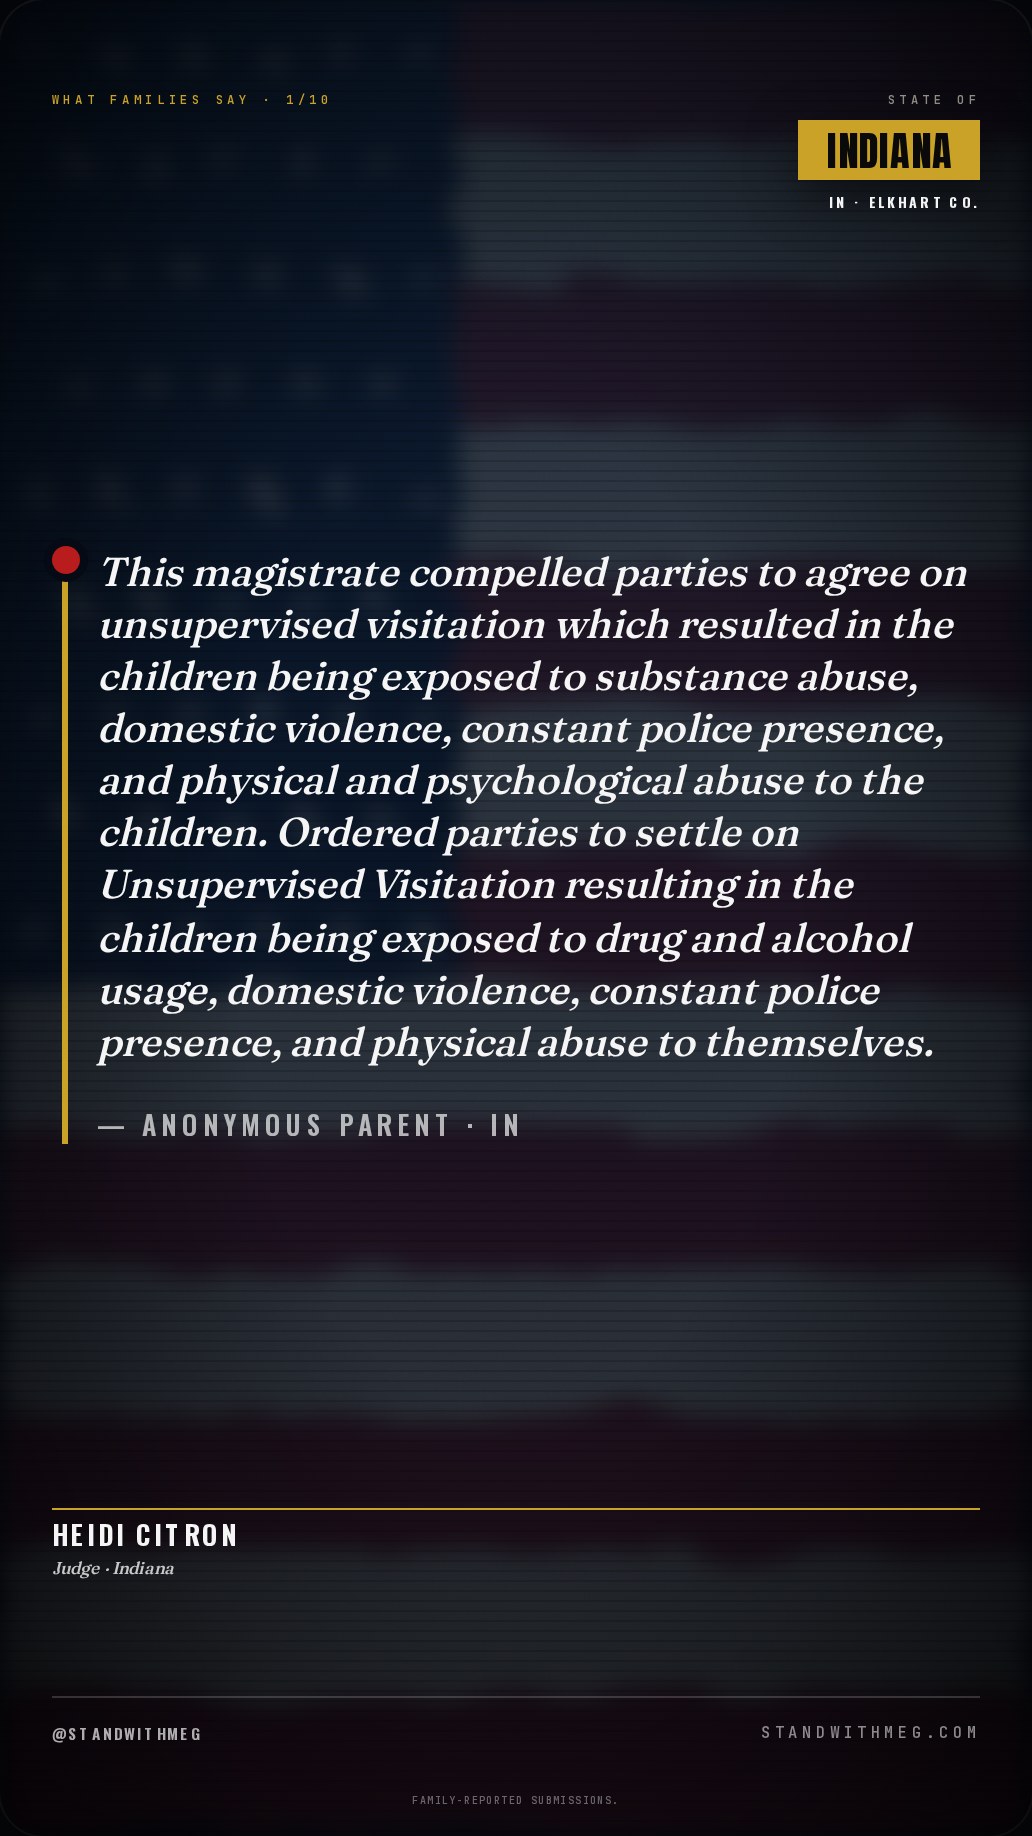 WHAT FAMILIES SAY · 1/10
STATE OF
INDIANA
IN · ELKHART CO.
This magistrate compelled parties to agree on
unsupervised visitation which resulted in the
children being exposed to substance abuse,
domestic violence, constant police presence,
and physical and psychological abuse to the
children. Ordered parties to settle on
Unsupervised Visitation resulting in the
children being exposed to drug and alcohol
usage, domestic violence, constant police
presence, and physical abuse to themselves.
— ANONYMOUS PARENT · IN
HEIDI CITRON
Judge · Indiana
@STANDWITHMEG
STANDWITHMEG.COM
FAMILY-REPORTED SUBMISSIONS.